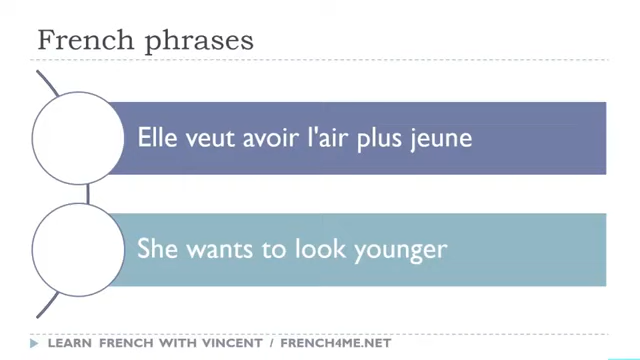 French phrases
Elle veut avoir l'air plus jeune
She wants to look younger
LEARN FRENCH WITH VINCENT / FRENCH4ME.NET